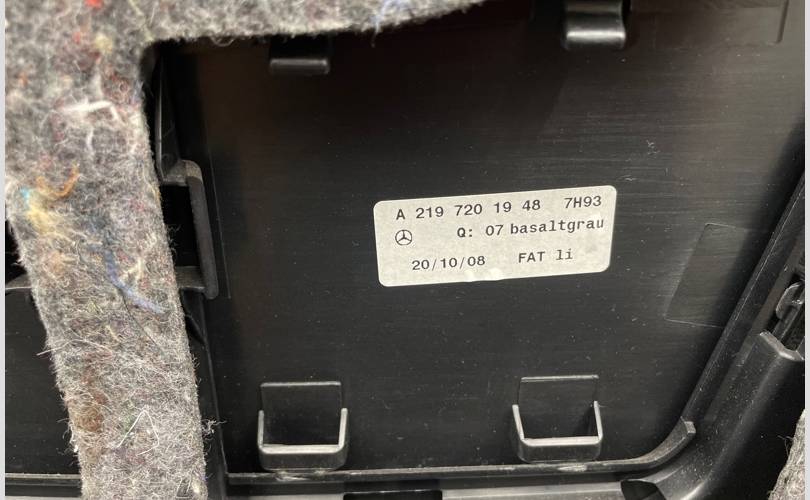 A 219 720 19 48 7H93
Q: 07 basaltgrau
20/10/08 FAT li